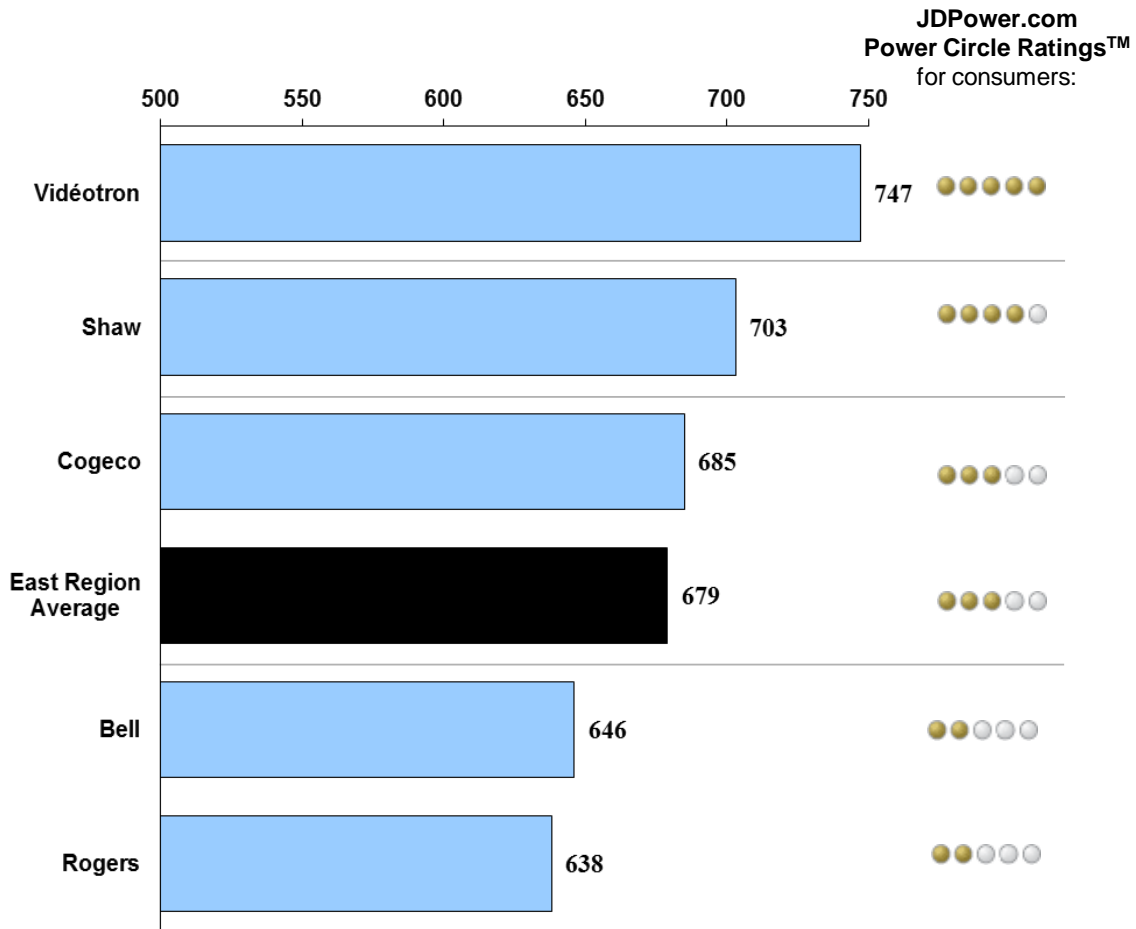 JDPower.com
Power Circle Ratings™
for consumers:
500 550 600 650 700 750
Vidéotron 747
Shaw 703
Cogeco 685
East Region
Average 679
Bell 646
Rogers 638